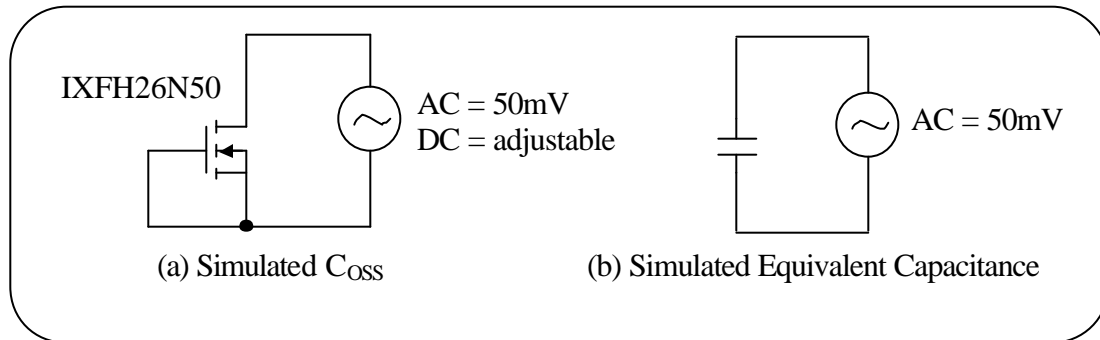 IXFH26N50
AC = 50mV
DC = adjustable
(a) Simulated COSS
AC = 50mV
(b) Simulated Equivalent Capacitance